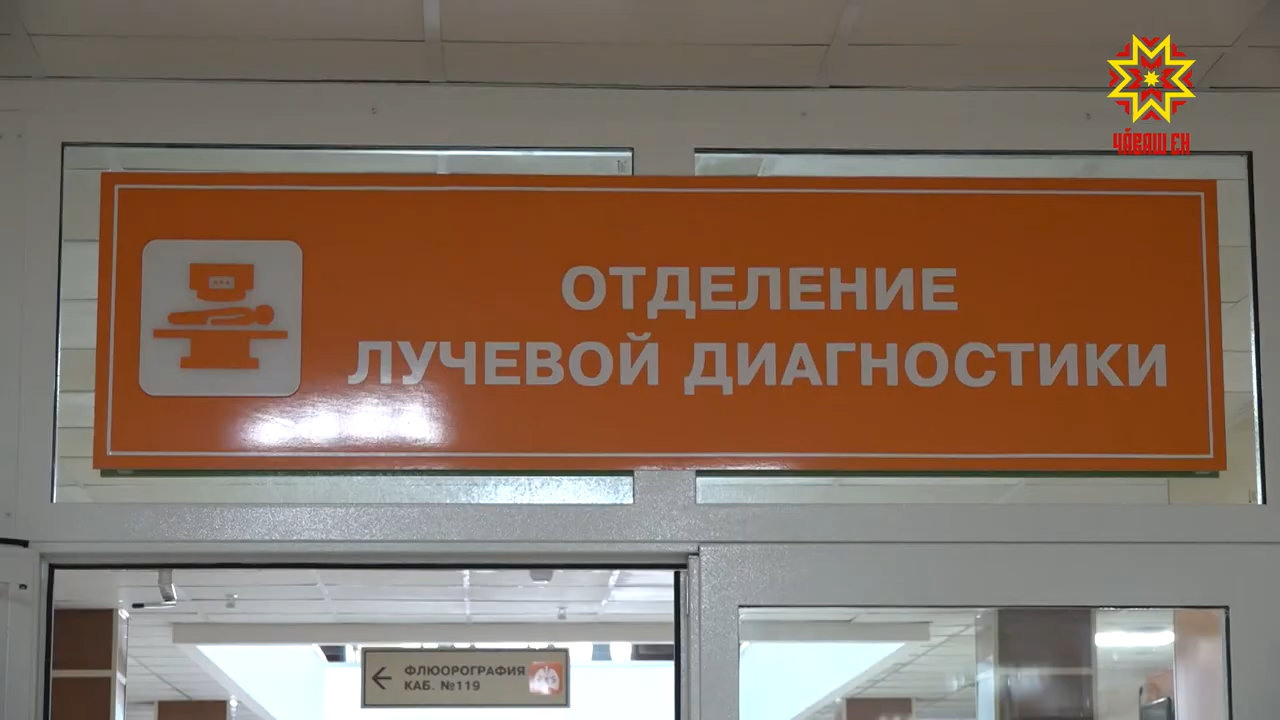 ЧӐВАШ ЕН
ОТДЕЛЕНИЕ
ЛУЧЕВОЙ ДИАГНОСТИКИ
ФЛЮОРОГРАФИЯ
КАБ. №119